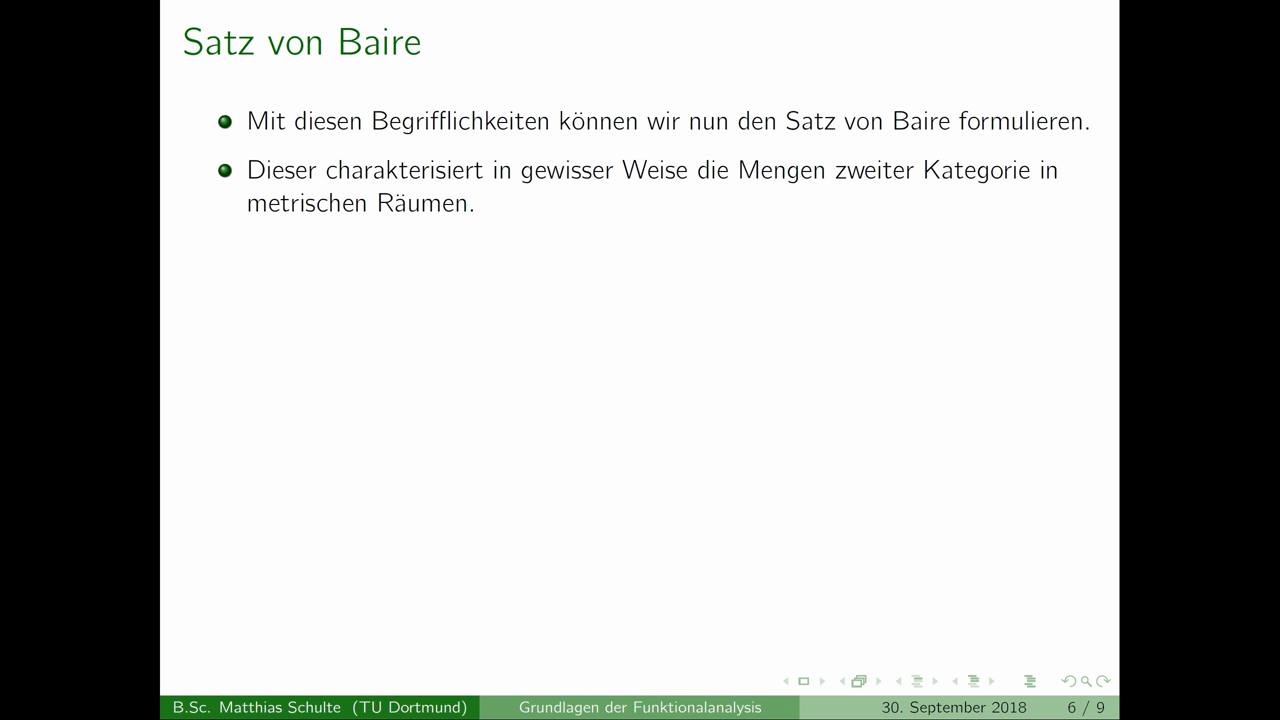 Satz von Baire
Mit diesen Begrifflichkeiten können wir nun den Satz von Baire formulieren.
Dieser charakterisiert in gewisser Weise die Mengen zweiter Kategorie in
metrischen Räumen.
B.Sc. Matthias Schulte (TU Dortmund) Grundlagen der Funktionalanalysis 30. September 2018 6 / 9